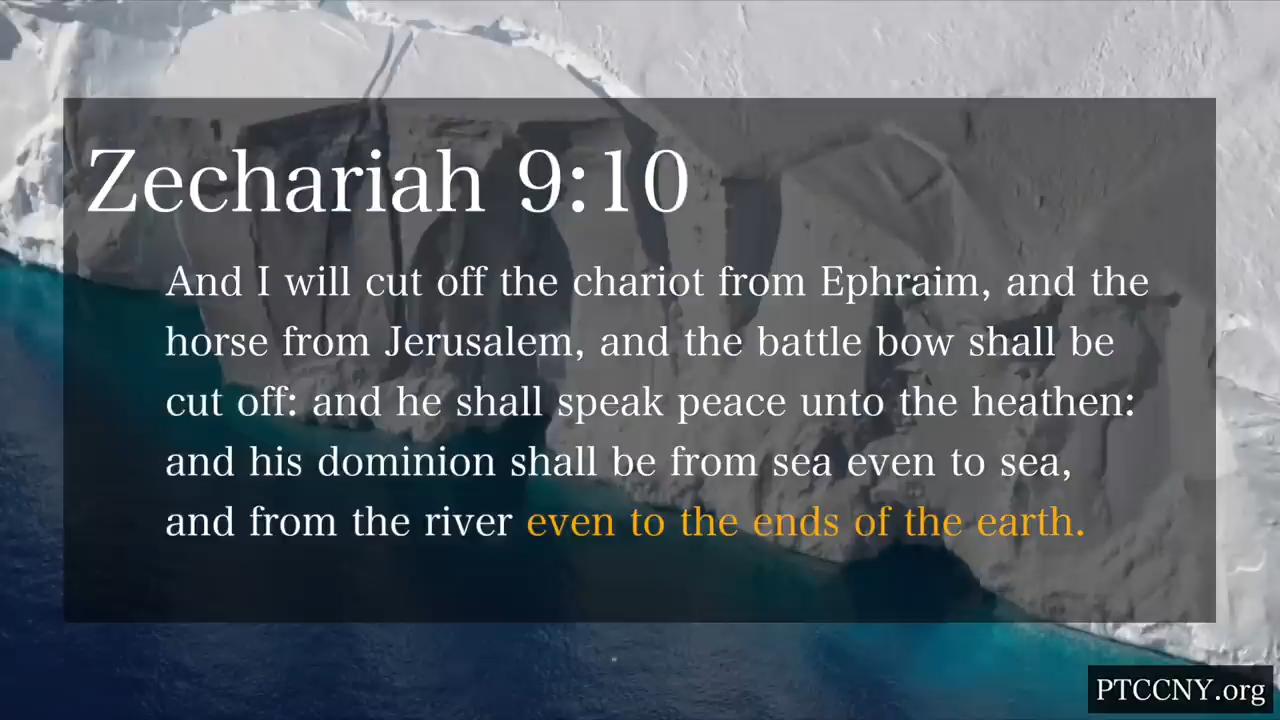 Zechariah 9:10
And I will cut off the chariot from Ephraim, and the
horse from Jerusalem, and the battle bow shall be
cut off: and he shall speak peace unto the heathen:
and his dominion shall be from sea even to sea,
and from the river even to the ends of the earth.
PTCCNY.org